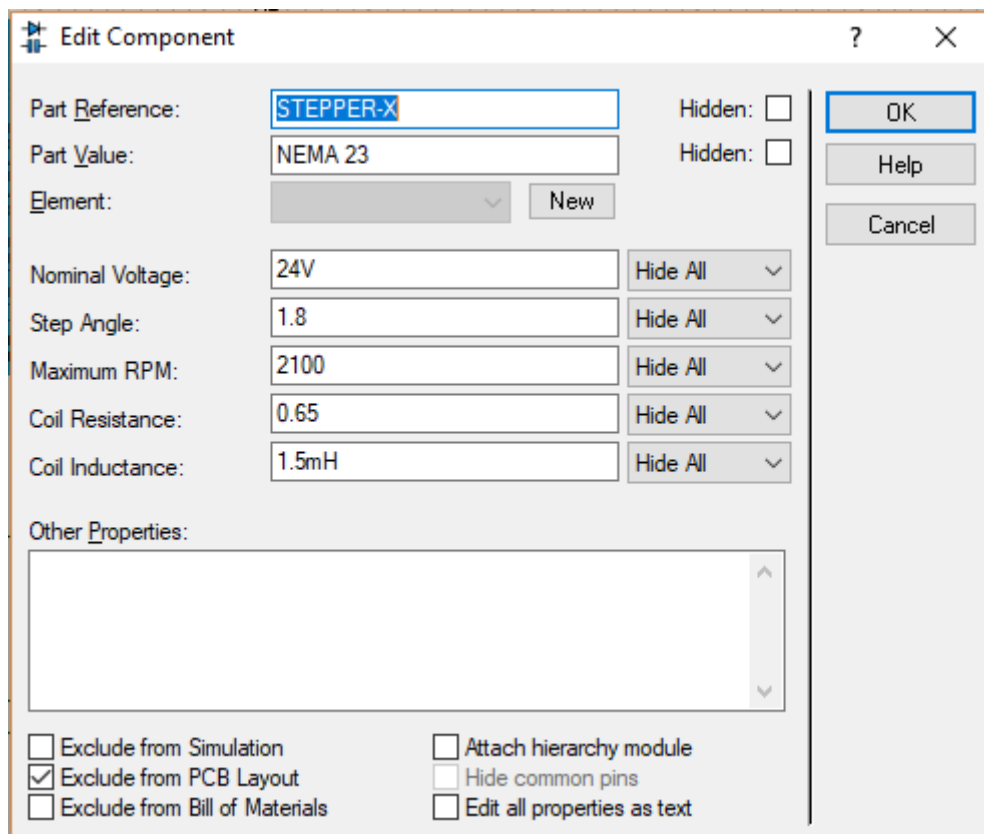 Edit Component ? ×
Part Reference: STEPPER-X Hidden: OK
Part Value: NEMA 23 Hidden: Help
Element: New Cancel
Nominal Voltage: 24V Hide All
Step Angle: 1.8 Hide All
Maximum RPM: 2100 Hide All
Coil Resistance: 0.65 Hide All
Coil Inductance: 1.5mH Hide All
Other Properties:
Exclude from Simulation Attach hierarchy module
Exclude from PCB Layout Hide common pins
Exclude from Bill of Materials Edit all properties as text